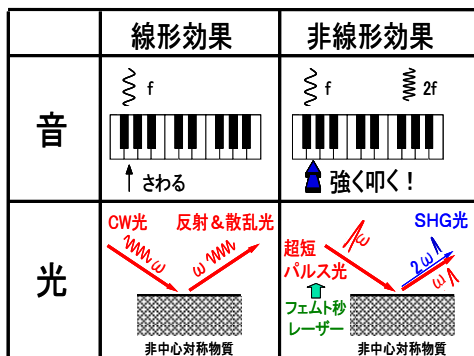 線形効果
非線形効果
音
f
さわる
f
2f
強く叩く！
光
CW光
反射＆散乱光
ω
ω
非中心対称物質
超短
パルス光
フェムト秒
レーザー
ω
SHG光
2ω
ω
非中心対称物質